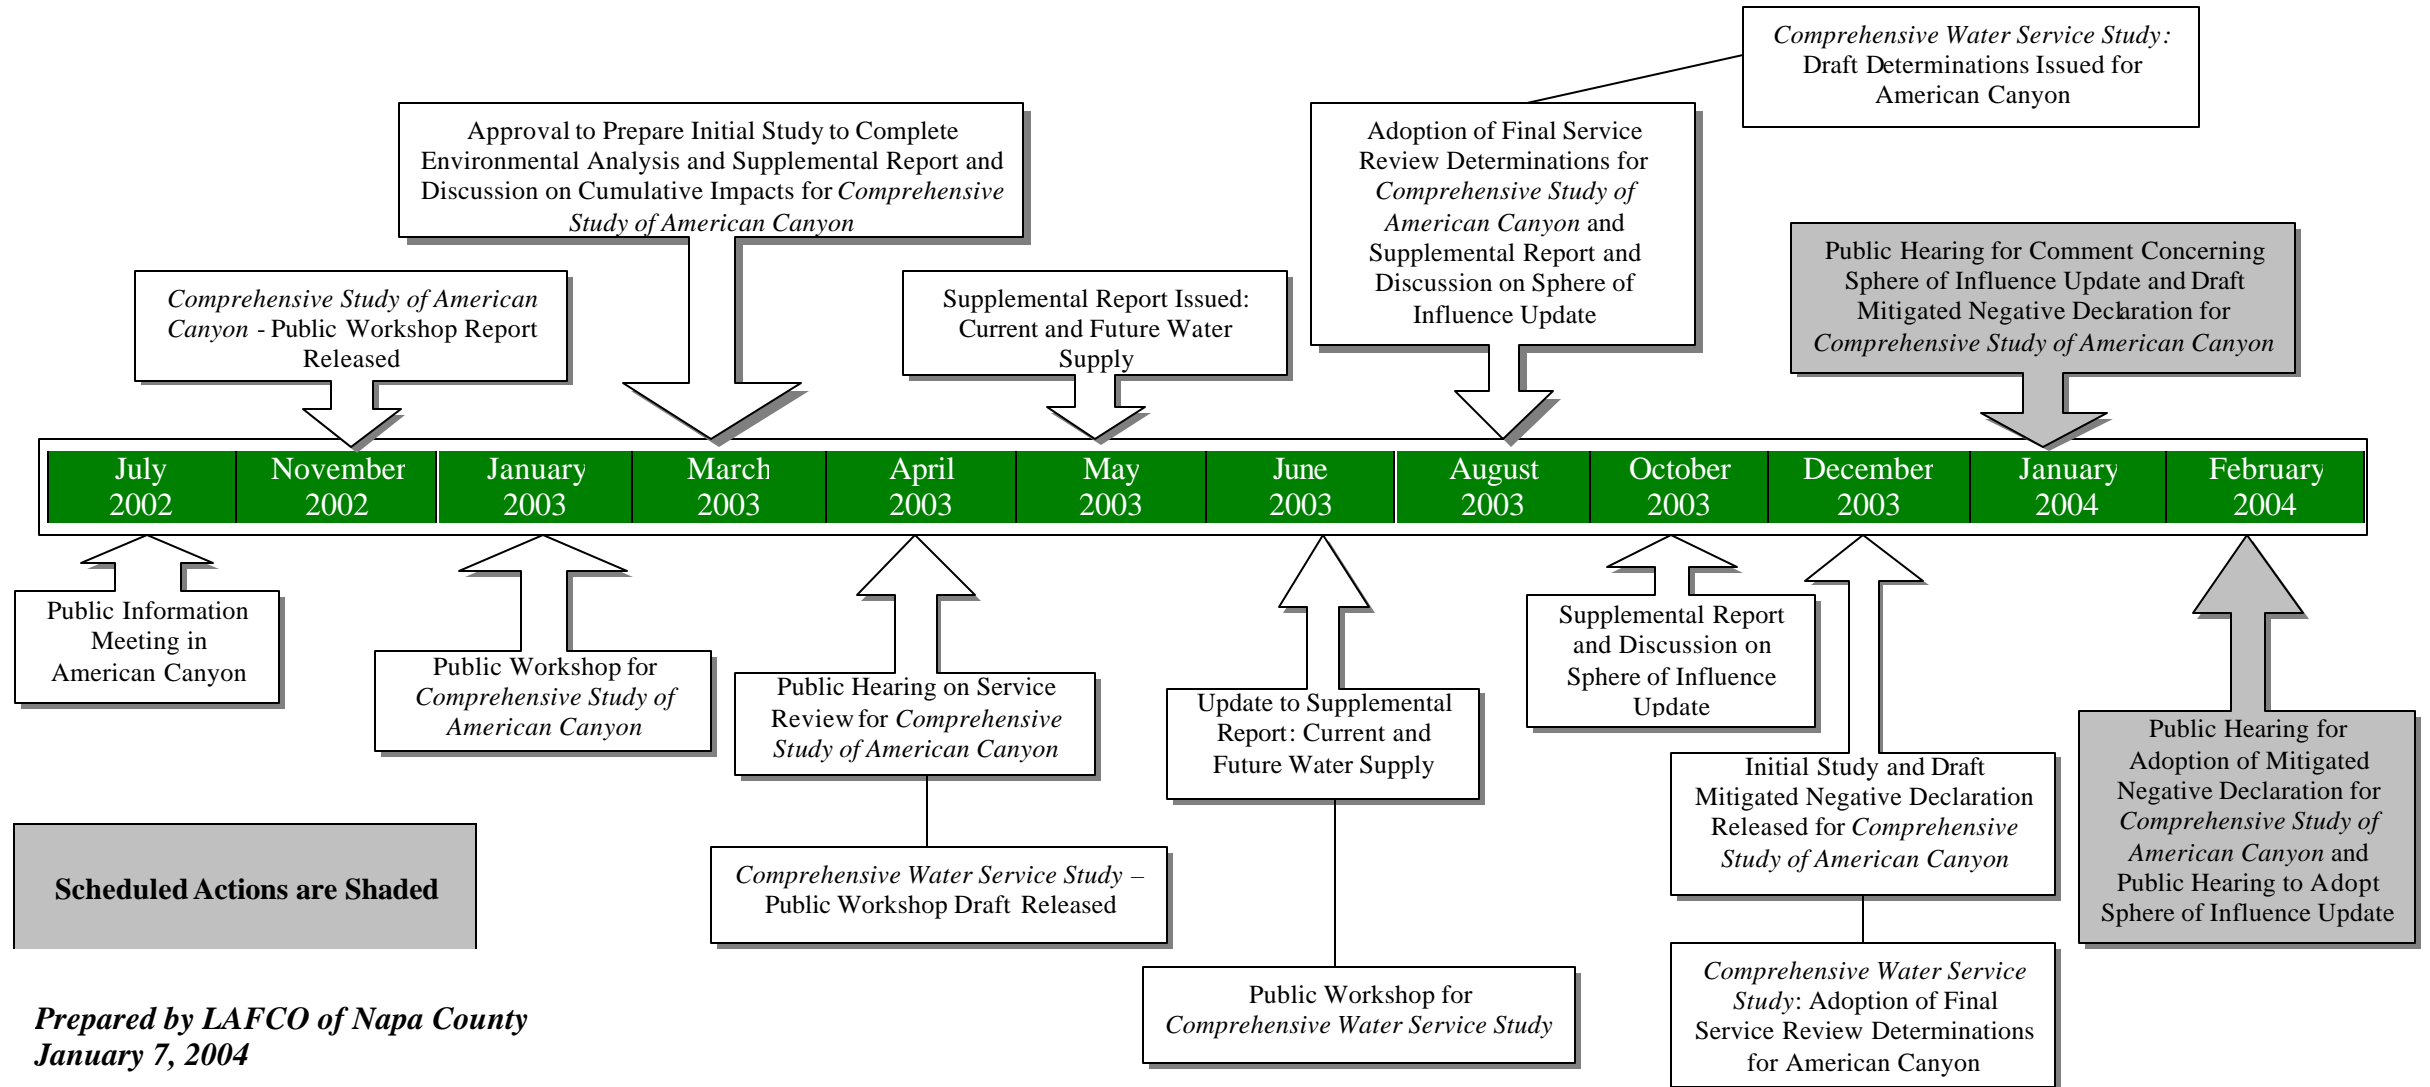 Comprehensive Water Service Study:
Draft Determinations Issued for
American Canyon
Approval to Prepare Initial Study to Complete
Environmental Analysis and Supplemental Report and
Discussion on Cumulative Impacts for Comprehensive
Study of American Canyon
Adoption of Final Service
Review Determinations for
Comprehensive Study of
American Canyon and
Supplemental Report and
Discussion on Sphere of
Influence Update
Comprehensive Study of American
Canyon - Public Workshop Report
Released
Supplemental Report Issued:
Current and Future Water
Supply
Public Hearing for Comment Concerning
Sphere of Influence Update and Draft
Mitigated Negative Declaration for
Comprehensive Study of American Canyon
July
2002
November
2002
January
2003
March
2003
April
2003
May
2003
June
2003
August
2003
October
2003
December
2003
January
2004
February
2004
Public Information
Meeting in
American Canyon
Public Workshop for
Comprehensive Study of
American Canyon
Public Hearing on Service
Review for Comprehensive
Study of American Canyon
Comprehensive Water Service Study –
Public Workshop Draft Released
Update to Supplemental
Report: Current and
Future Water Supply
Public Workshop for
Comprehensive Water Service Study
Supplemental Report
and Discussion on
Sphere of Influence
Update
Initial Study and Draft
Mitigated Negative Declaration
Released for Comprehensive
Study of American Canyon
Comprehensive Water Service
Study: Adoption of Final
Service Review Determinations
for American Canyon
Public Hearing for
Adoption of Mitigated
Negative Declaration for
Comprehensive Study of
American Canyon and
Public Hearing to Adopt
Sphere of Influence Update
Scheduled Actions are Shaded
Prepared by LAFCO of Napa County
January 7, 2004